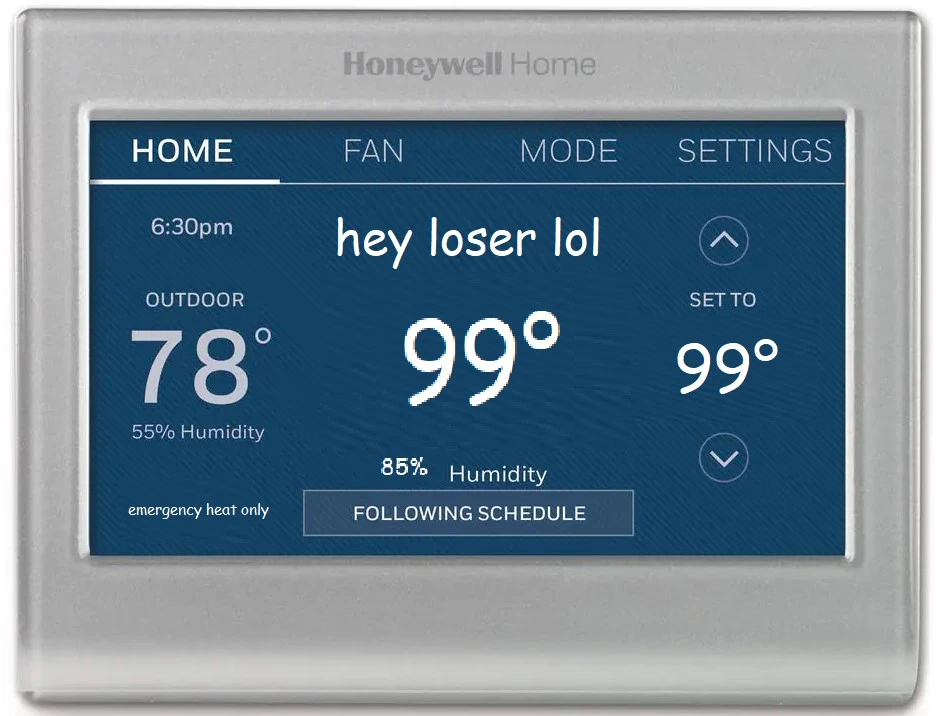 Honeywell Home
HOME FAN MODE SETTINGS
6:30pm
hey loser lol
OUTDOOR
78°
55% Humidity
99°
85% Humidity
SET TO
99°
emergency heat only
FOLLOWING SCHEDULE